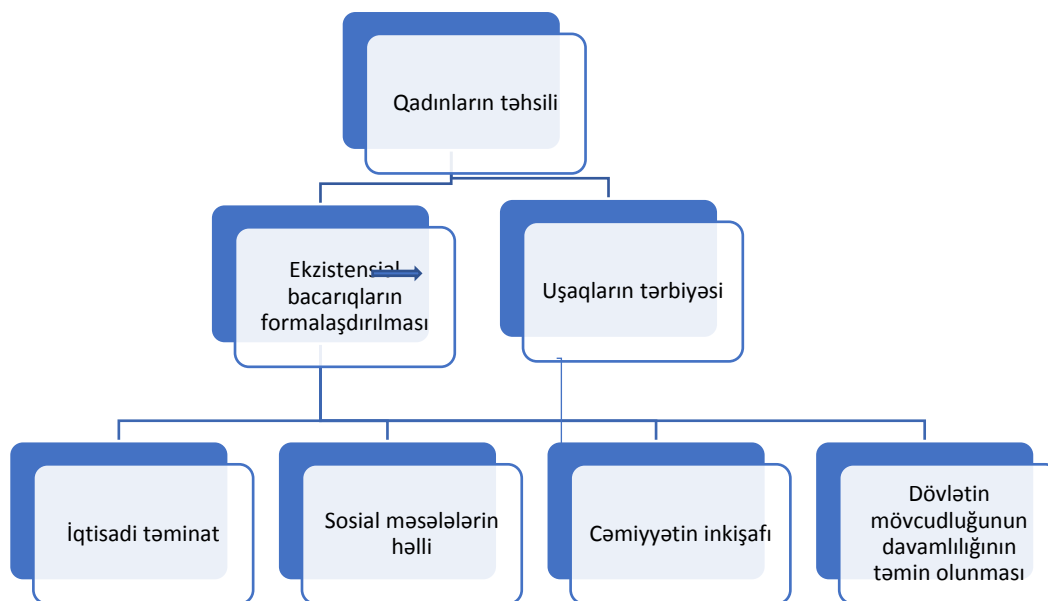 Qadınların təhsili
Ekzistensial
bacarıqların
formalaşdırılması
Uşaqların tərbiyəsi
İqtisadi təminat
Sosial məsələlərin
həlli
Cəmiyyətin inkişafı
Dövlətin
mövcudluğunun
davamlılığının
təmin olunması